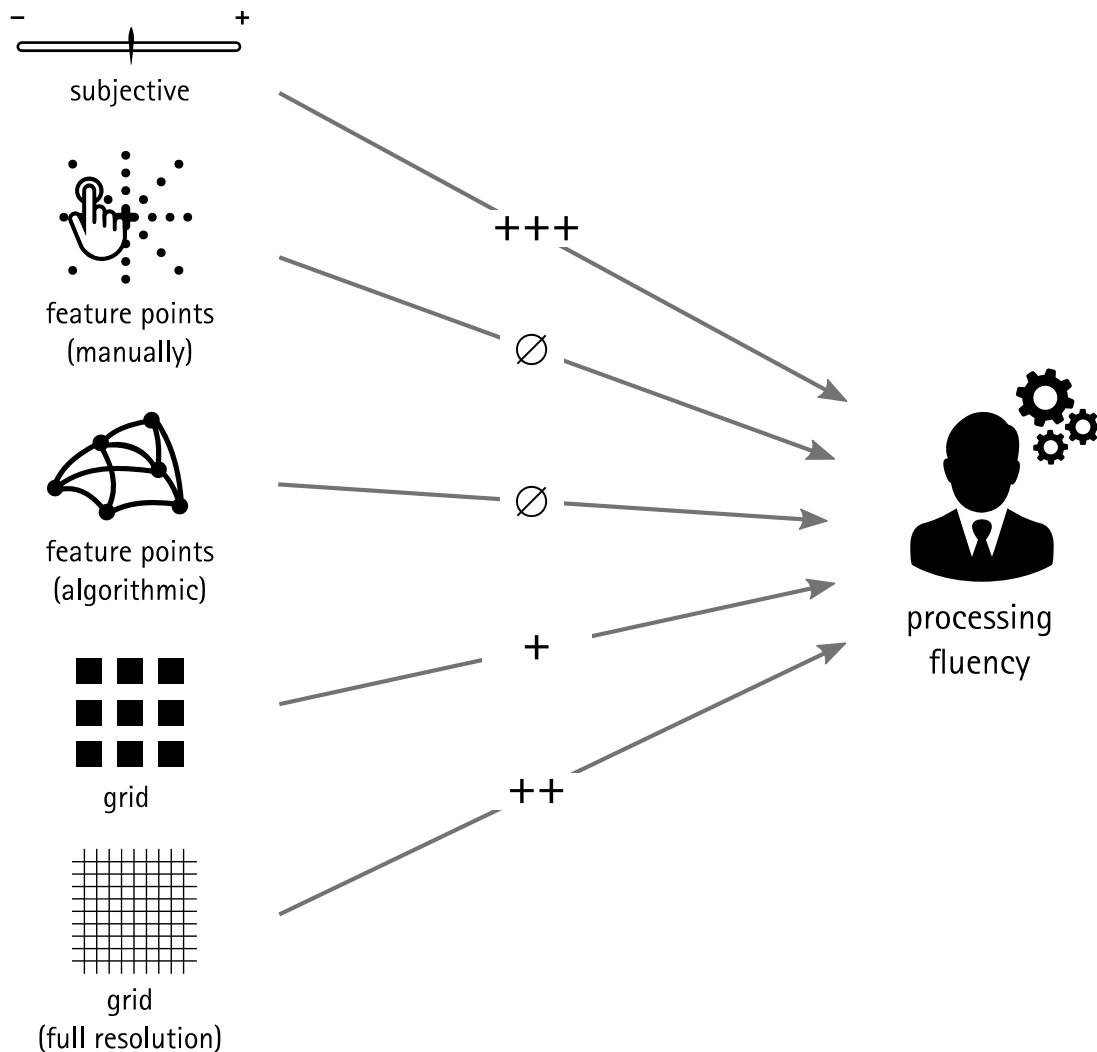 − +
subjective
+++
feature points
(manually)
∅
∅
feature points
(algorithmic)
processing
fluency
+
grid
++
grid
(full resolution)